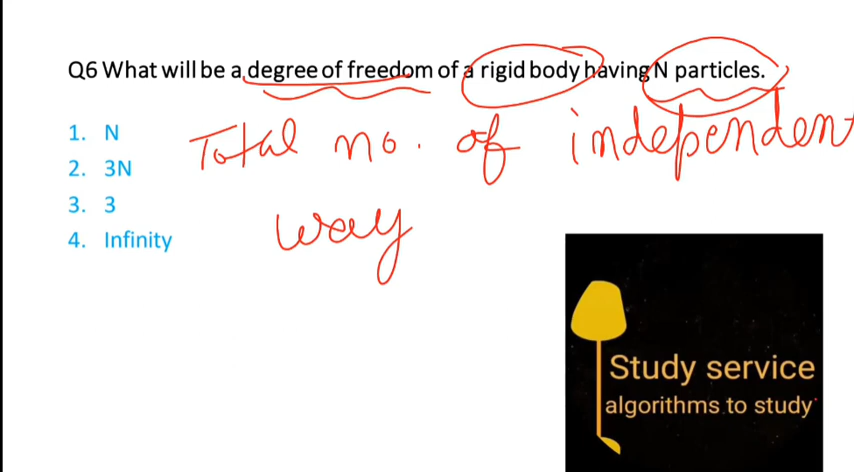 Q6 What will be a degree of freedom of a rigid body having N particles.
1. N
2. 3N
3. 3
4. Infinity
Total no. of independent
way
Study service
algorithms to study